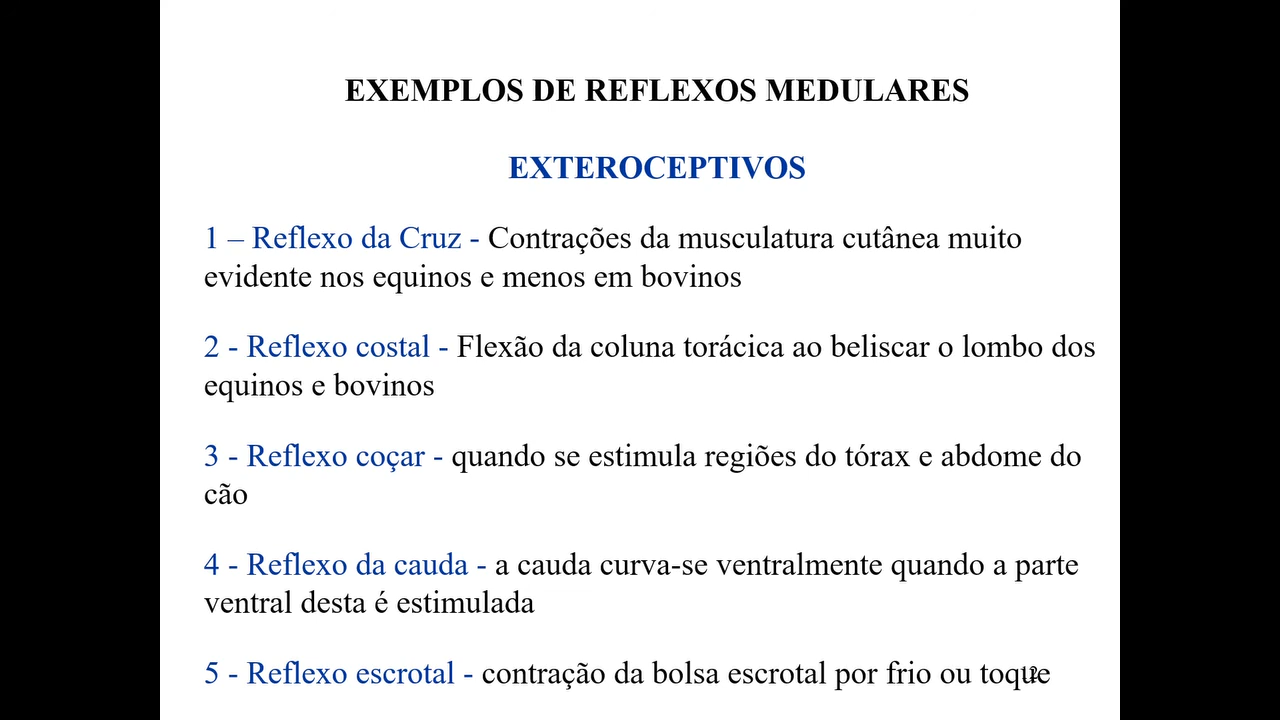 EXEMPLOS DE REFLEXOS MEDULARES
EXTEROCEPTIVOS
1 – Reflexo da Cruz - Contrações da musculatura cutânea muito
evidente nos equinos e menos em bovinos
2 - Reflexo costal - Flexão da coluna torácica ao beliscar o lombo dos
equinos e bovinos
3 - Reflexo coçar - quando se estimula regiões do tórax e abdome do
cão
4 - Reflexo da cauda - a cauda curva-se ventralmente quando a parte
ventral desta é estimulada
5 - Reflexo escrotal - contração da bolsa escrotal por frio ou toque
12